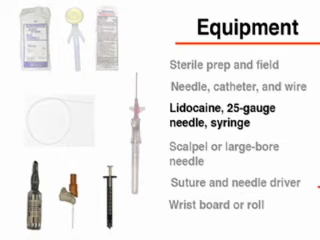 Equipment
Sterile prep and field
Needle, catheter, and wire
Lidocaine, 25-gauge
needle, syringe
Scalpel or large-bore
needle
Suture and needle driver
Wrist board or roll